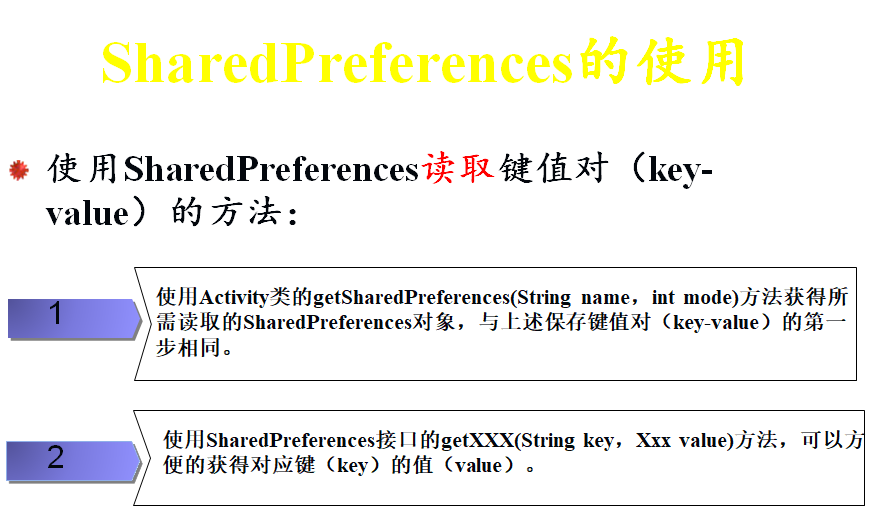 SharedPreferences的使用
使用SharedPreferences读取键值对（key-
value）的方法：
1
使用Activity类的getSharedPreferences(String name，int mode)方法获得所
需读取的SharedPreferences对象，与上述保存键值对（key-value）的第一
步相同。
2
使用SharedPreferences接口的getXXX(String key，Xxx value)方法，可以方
便的获得对应键（key）的值（value）。